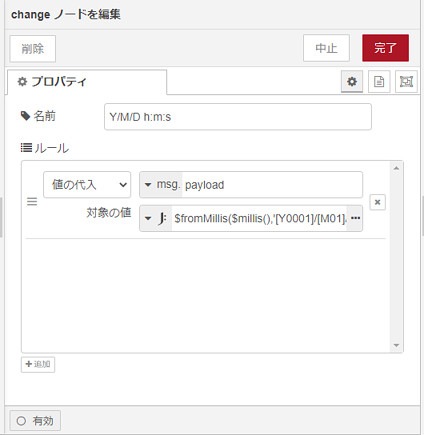 change ノードを編集
削除
中止
完了
プロパティ
名前
Y/M/D h:m:s
ルール
値の代入
msg. payload
対象の値
J: $fromMillis($millis(),'[Y0001]/[M01]
+追加
有効